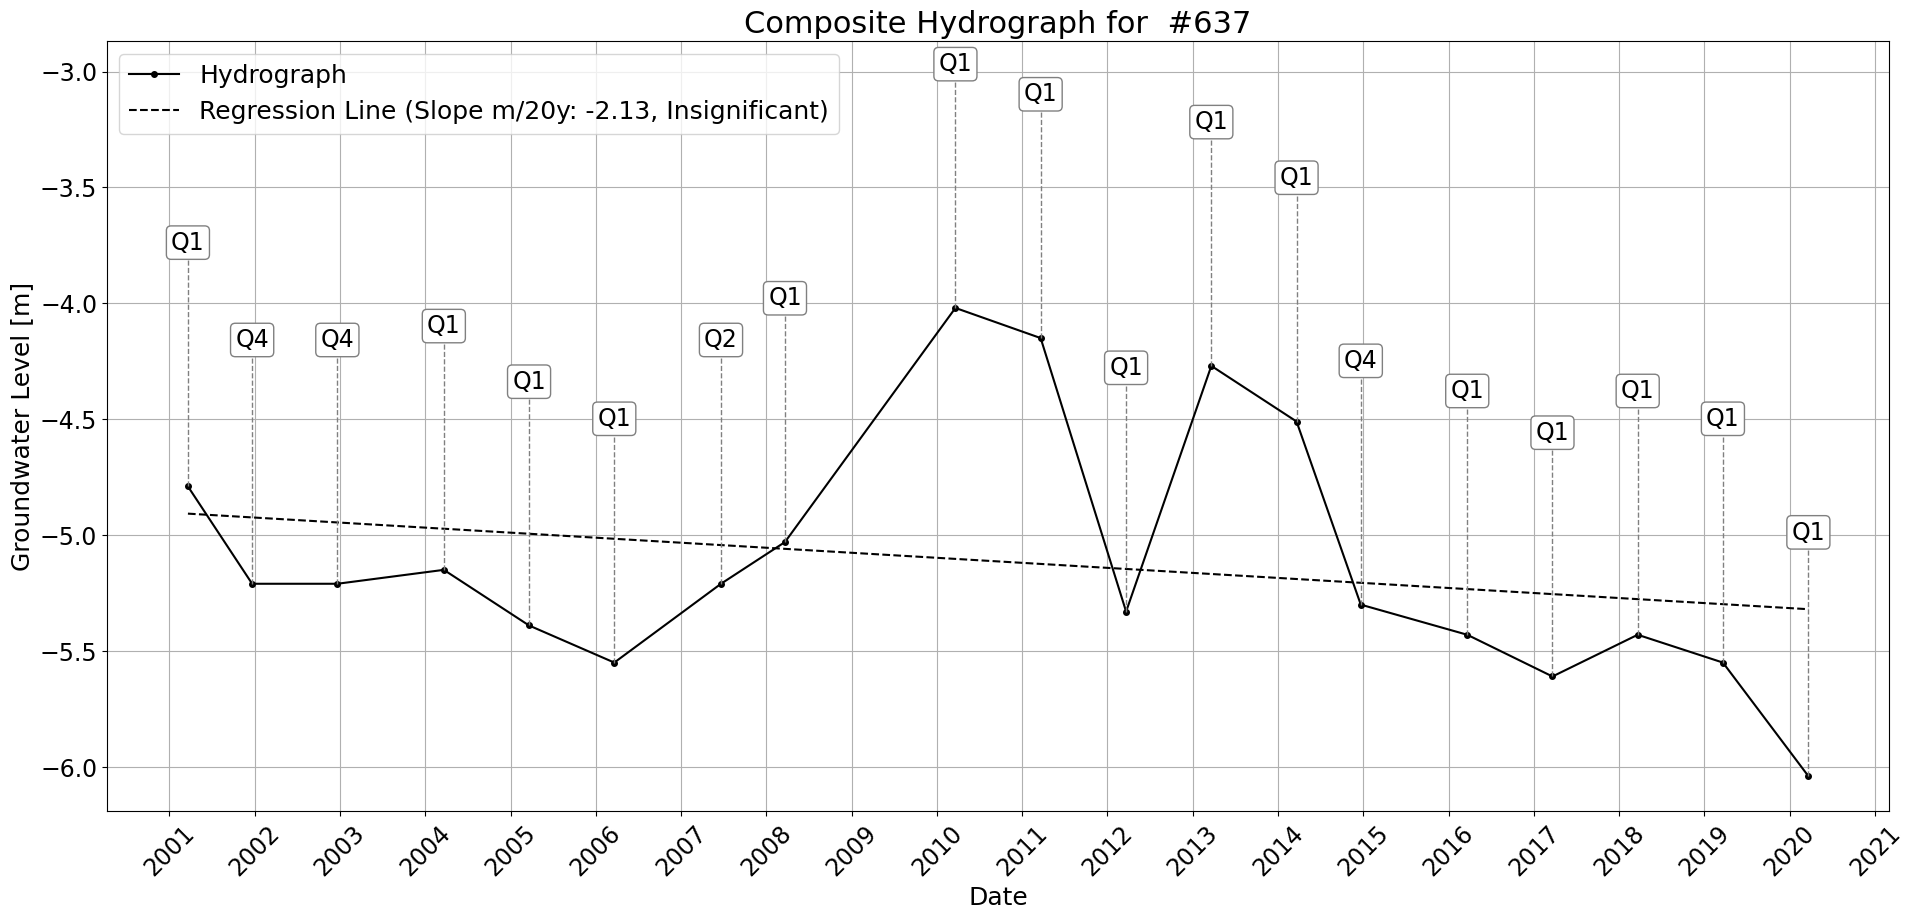 Composite Hydrograph for  #637
Hydrograph
Regression Line (Slope m/20y: -2.13, Insignificant)
Groundwater Level [m]
−3.0
−3.5
−4.0
−4.5
−5.0
−5.5
−6.0
Q1
Q4
Q4
Q1
Q1
Q1
Q2
Q1
Q1
Q1
Q1
Q1
Q1
Q4
Q1
Q1
Q1
Q1
Q1
2001
2002
2003
2004
2005
2006
2007
2008
2009
2010
2011
2012
2013
2014
2015
2016
2017
2018
2019
2020
2021
Date